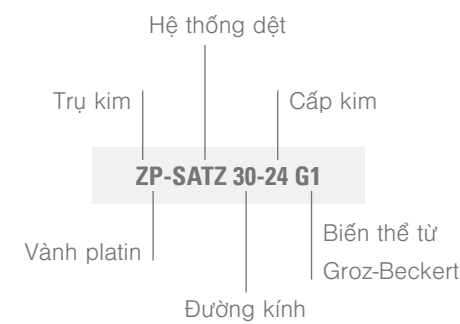 Hệ thống dệt
Trụ kim
Cấp kim
ZP-SATZ 30-24 G1
Vành platin
Biến thể từ
Groz-Beckert
Đường kính